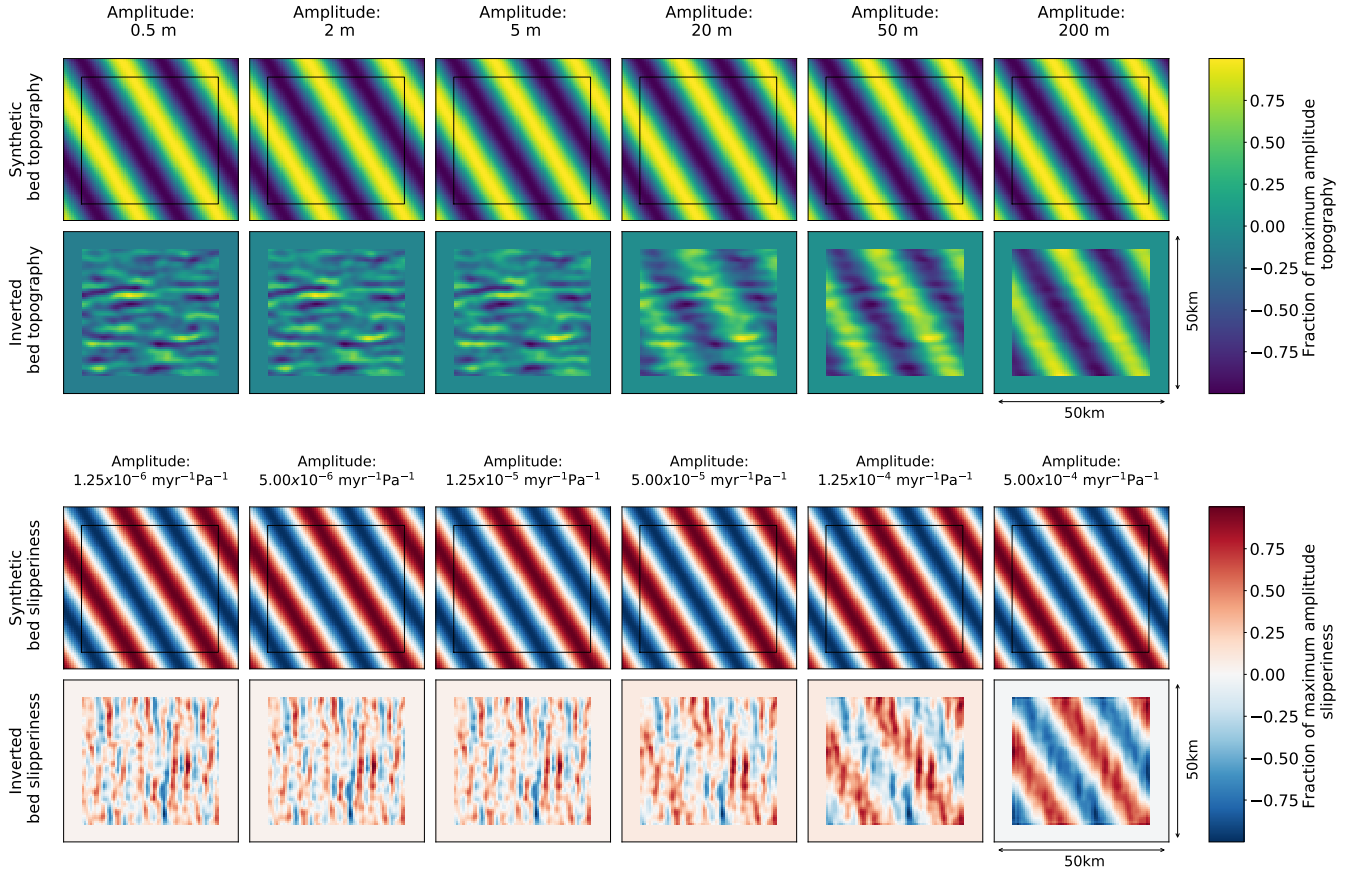 Amplitude:
0.5 m
Amplitude:
2 m
Amplitude:
5 m
Amplitude:
20 m
Amplitude:
50 m
Amplitude:
200 m
Synthetic
bed topography
Inverted
bed topography
50km
50km
0.75
0.50
0.25
0.00
−0.25
−0.50
−0.75
Fraction of maximum amplitude
topography
Amplitude:
1.25x10⁻⁶ myr⁻¹Pa⁻¹
Amplitude:
5.00x10⁻⁶ myr⁻¹Pa⁻¹
Amplitude:
1.25x10⁻⁵ myr⁻¹Pa⁻¹
Amplitude:
5.00x10⁻⁵ myr⁻¹Pa⁻¹
Amplitude:
1.25x10⁻⁴ myr⁻¹Pa⁻¹
Amplitude:
5.00x10⁻⁴ myr⁻¹Pa⁻¹
Synthetic
bed slipperiness
Inverted
bed slipperiness
50km
50km
0.75
0.50
0.25
0.00
−0.25
−0.50
−0.75
Fraction of maximum amplittude
slipperiness